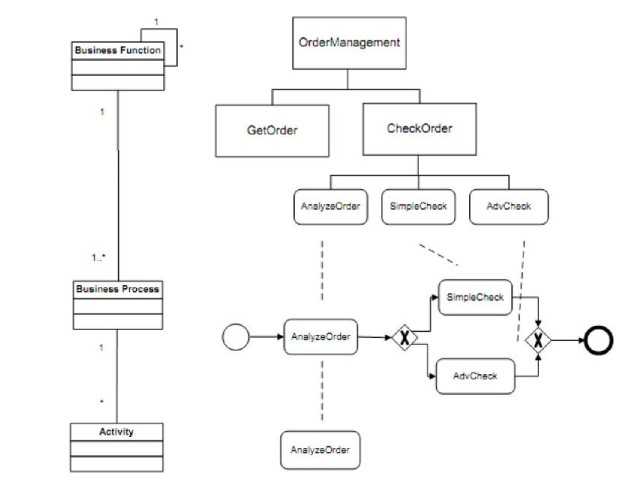 1
Business Function
*
OrderManagement
1
GetOrder
CheckOrder
AnalyzeOrder
SimpleCheck
AdvCheck
1..*
Business Process
SimpleCheck
AnalyzeOrder
X
X
1
AdvCheck
*
Activity
AnalyzeOrder